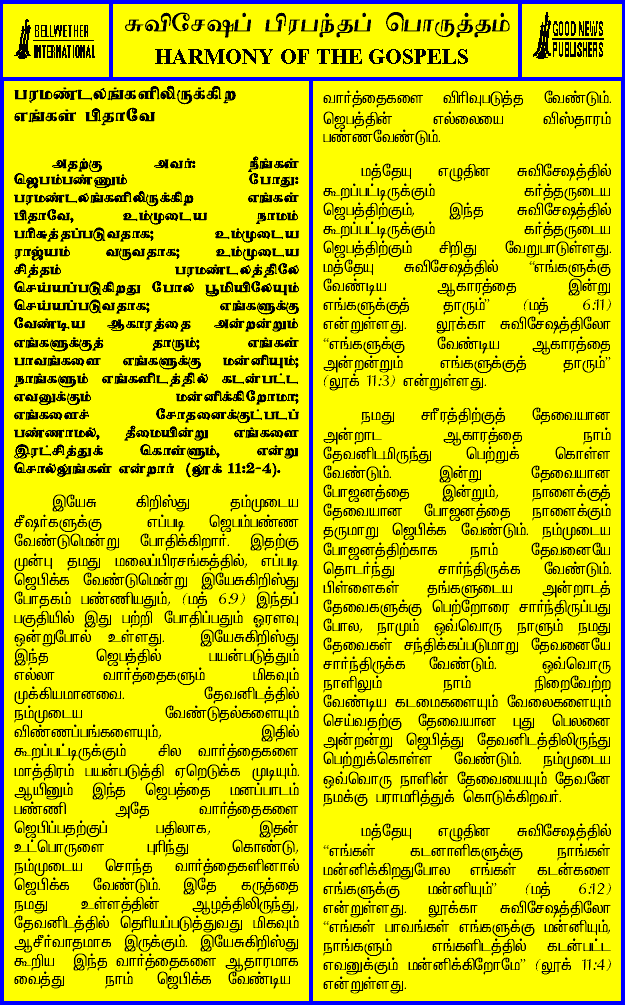 BELLWETHER
INTERNATIONAL
சுவிசேஷப் பிரபந்தப் பொருத்தம்
HARMONY OF THE GOSPELS
GOOD NEWS
PUBLISHERS
பரமண்டலங்களிலிருக்கிற
எங்கள் பிதாவே
அதற்கு அவர்: நீங்கள்
ஜெபம்பண்ணும் போது:
பரமண்டலங்களிலிருக்கிற எங்கள்
பிதாவே, உம்முடைய நாமம்
பரிசுத்தப்படுவதாக; உம்முடைய
ராஜ்யம் வருவதாக; உம்முடைய
சித்தம் பரமண்டலத்திலே
செய்யப்படுகிறது போல பூமியிலேயும்
செய்யப்படுவதாக; எங்களுக்கு
வேண்டிய ஆகாரத்தை அன்றன்றும்
எங்களுக்குத் தாரும்; எங்கள்
பாவங்களை எங்களுக்கு மன்னியும்;
நாங்களும் எங்களிடத்தில் கடன்பட்ட
எவனுக்கும் மன்னிக்கிறோமா;
எங்களைச் சோதனைக்குட்படப்
பண்ணாமல், தீமையின்று எங்களை
இரட்சித்துக் கொள்ளும், என்று
சொல்லுங்கள் என்றார் (லூக் 11:2-4).
இயேசு கிறிஸ்து தம்முடைய
சீஷர்களுக்கு எப்படி ஜெபம்பண்ண
வேண்டுமென்று போதிக்கிறார். இதற்கு
முன்பு தமது மலைப்பிரசங்கத்தில், எப்படி
ஜெபிக்க வேண்டுமென்று இயேசுகிறிஸ்து
போதகம் பண்ணியதும், (மத் 6:9) இந்தப்
பகுதியில் இது பற்றி போதிப்பதும் ஓரளவு
ஒன்றுபோல் உள்ளது. இயேசுகிறிஸ்து
இந்த ஜெபத்தில் பயன்படுத்தும்
எல்லா வார்த்தைகளும் மிகவும்
முக்கியமானவை. தேவனிடத்தில்
நம்முடைய வேண்டுதல்களையும்
விண்ணப்பங்களையும், இதில்
கூறப்பட்டிருக்கும் சில வார்த்தைகளை
மாத்திரம் பயன்படுத்தி ஏறெடுக்க முடியும்.
ஆயினும் இந்த ஜெபத்தை மனப்பாடம்
பண்ணி அதே வார்த்தைகளை
ஜெபிப்பதற்குப் பதிலாக, இதன்
உட்பொருளை புரிந்து கொண்டு,
நம்முடைய சொந்த வார்த்தைகளினால்
ஜெபிக்க வேண்டும். இதே கருத்தை
நமது உள்ளத்தின் ஆழத்திலிருந்து,
தேவனிடத்தில் தெரியப்படுத்துவது மிகவும்
ஆசீர்வாதமாக இருக்கும். இயேசுகிறிஸ்து
கூறிய இந்த வார்த்தைகளை ஆதாரமாக
வைத்து நாம் ஜெபிக்க வேண்டிய
வார்த்தைகளை விரிவுபடுத்த வேண்டும்.
ஜெபத்தின் எல்லையை விஸ்தாரம்
பண்ணவேண்டும்.
மத்தேயு எழுதின சுவிசேஷத்தில்
கூறப்பட்டிருக்கும் கர்த்தருடைய
ஜெபத்திற்கும், இந்த சுவிசேஷத்தில்
கூறப்பட்டிருக்கும் கர்த்தருடைய
ஜெபத்திற்கும் சிறிது வேறுபாடுள்ளது.
மத்தேயு சுவிசேஷத்தில் “எங்களுக்கு
வேண்டிய ஆகாரத்தை இன்று
எங்களுக்குத் தாரும்” (மத் 6:11)
என்றுள்ளது. லூக்கா சுவிசேஷத்திலோ
“எங்களுக்கு வேண்டிய ஆகாரத்தை
அன்றன்றும் எங்களுக்குத் தாரும்”
(லூக் 11:3) என்றுள்ளது.
நமது சரீரத்திற்குத் தேவையான
அன்றாட ஆகாரத்தை நாம்
தேவனிடமிருந்து பெற்றுக் கொள்ள
வேண்டும். இன்று தேவையான
போஜனத்தை இன்றும், நாளைக்குத்
தேவையான போஜனத்தை நாளைக்கும்
தருமாறு ஜெபிக்க வேண்டும். நம்முடைய
போஜனத்திற்காக நாம் தேவனையே
தொடர்ந்து சார்ந்திருக்க வேண்டும்.
பிள்ளைகள் தங்களுடைய அன்றாடத்
தேவைகளுக்கு பெற்றோரை சார்ந்திருப்பது
போல, நாமும் ஒவ்வொரு நாளும் நமது
தேவைகள் சந்திக்கப்படுமாறு தேவனையே
சார்ந்திருக்க வேண்டும். ஒவ்வொரு
நாளிலும் நாம் நிறைவேற்ற
வேண்டிய கடமைகளையும் வேலைகளையும்
செய்வதற்கு தேவையான புது பெலனை
அன்றன்று ஜெபித்து தேவனிடத்திலிருந்து
பெற்றுக்கொள்ள வேண்டும். நம்முடைய
ஒவ்வொரு நாளின் தேவையையும் தேவனே
நமக்கு பராமரித்துக் கொடுக்கிறவர்.
மத்தேயு எழுதின சுவிசேஷத்தில்
“எங்கள் கடனாளிகளுக்கு நாங்கள்
மன்னிக்கிறதுபோல எங்கள் கடன்களை
எங்களுக்கு மன்னியும்” (மத் 6:12)
என்றுள்ளது. லூக்கா சுவிசேஷத்திலோ
“எங்கள் பாவங்கள் எங்களுக்கு மன்னியும்,
நாங்களும் எங்களிடத்தில் கடன்பட்ட
எவனுக்கும் மன்னிக்கிறோமே” (லூக் 11:4)
என்றுள்ளது.